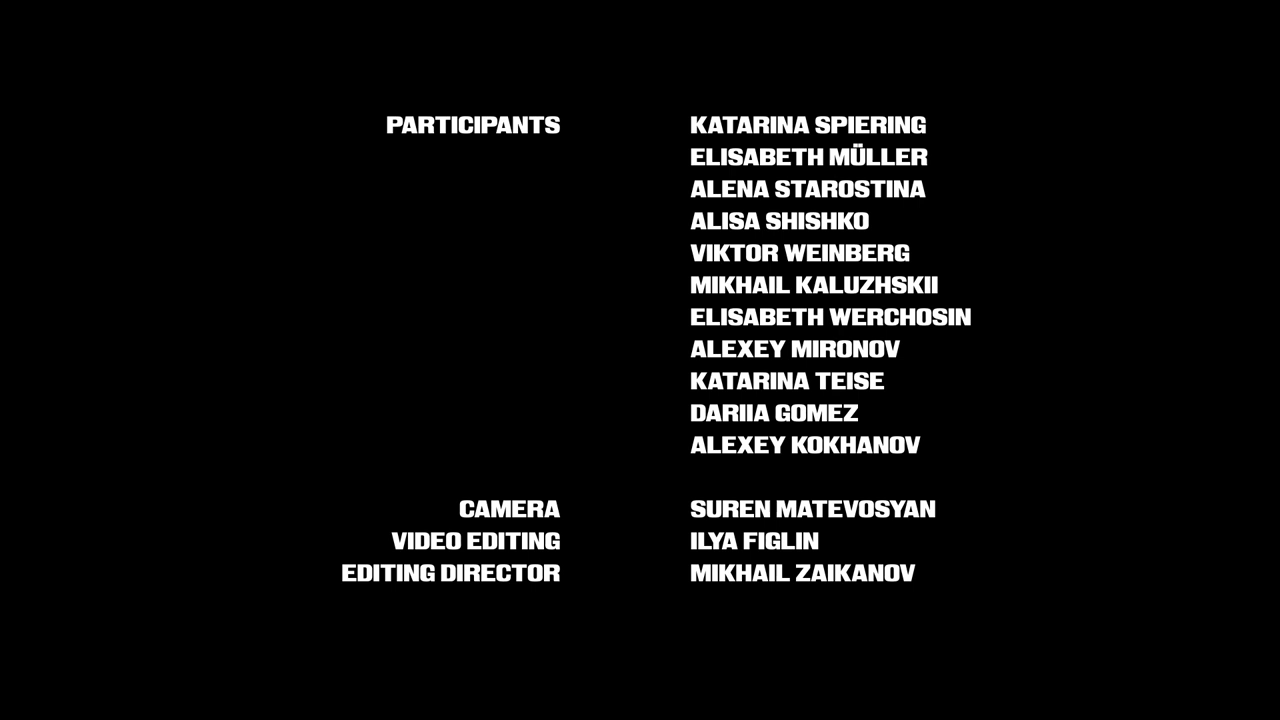 PARTICIPANTS KATARINA SPIERING
ELISABETH MÜLLER
ALENA STAROSTINA
ALISA SHISHKO
VIKTOR WEINBERG
MIKHAIL KALUZHSKII
ELISABETH WERCHOSIN
ALEXEY MIRONOV
KATARINA TEISE
DARIIA GOMEZ
ALEXEY KOKHANOV
CAMERA SUREN MATEVOSYAN
VIDEO EDITING ILYA FIGLIN
EDITING DIRECTOR MIKHAIL ZAIKANOV